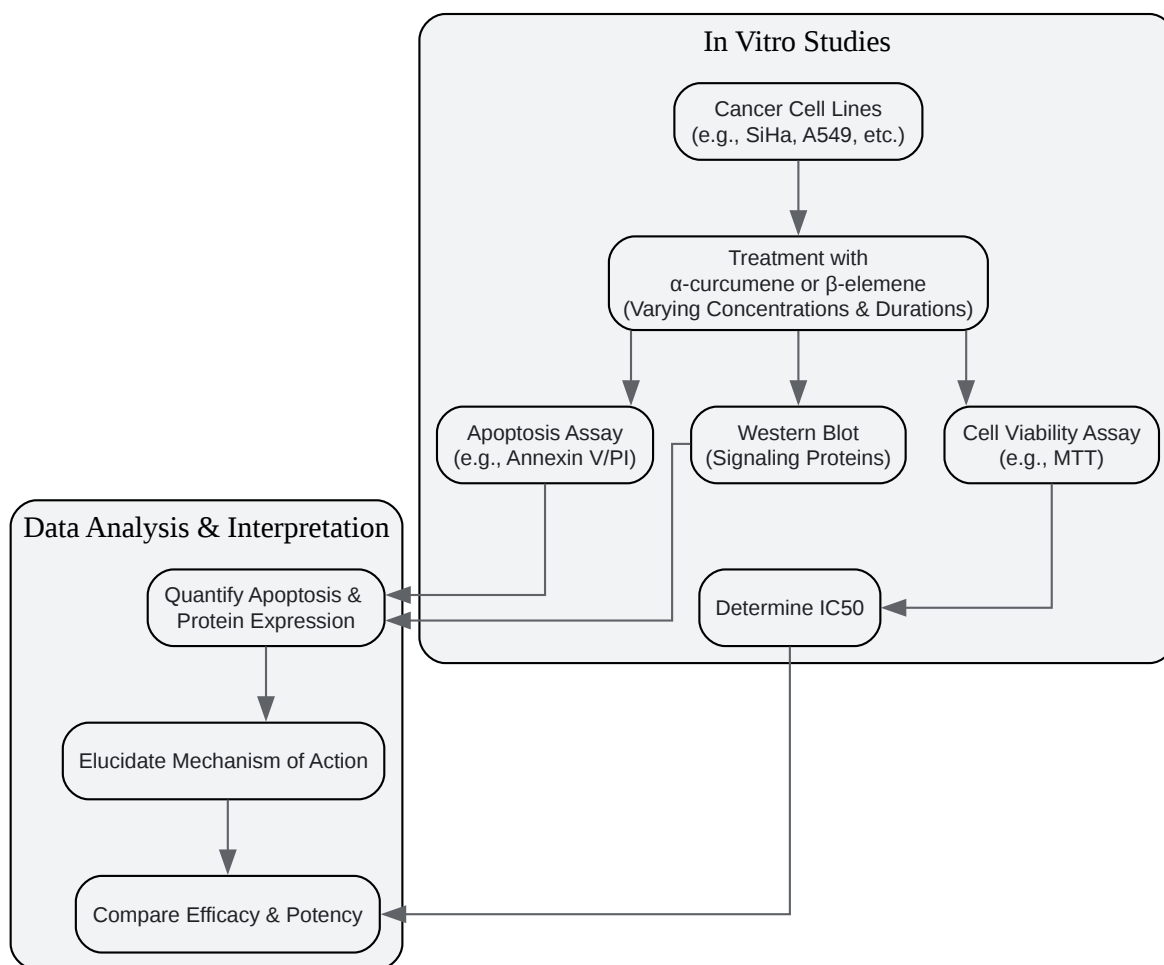 In Vitro Studies
Cancer Cell Lines
(e.g., SiHa, A549, etc.)
Treatment with
α-curcumene or β-elemene
(Varying Concentrations & Durations)
Apoptosis Assay
(e.g., Annexin V/PI)
Western Blot
(Signaling Proteins)
Cell Viability Assay
(e.g., MTT)
Determine IC50
Data Analysis & Interpretation
Quantify Apoptosis &
Protein Expression
Elucidate Mechanism of Action
Compare Efficacy & Potency